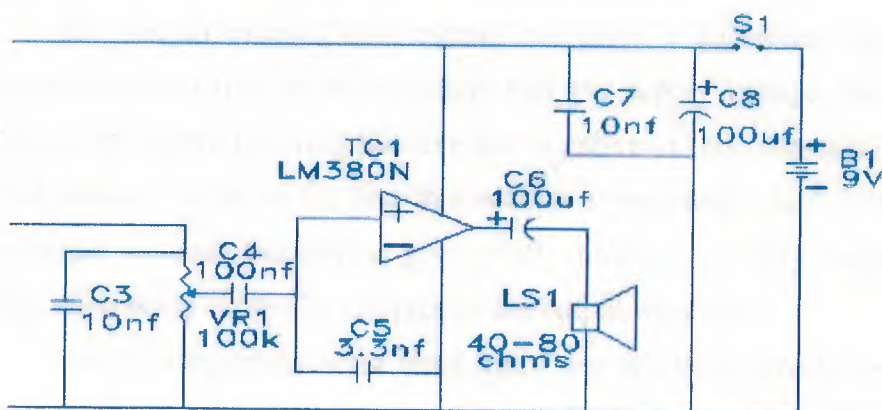 S1
C7
10nf
C8
100uf
B1
9V
TC1
LM380N
C6
100uf
C4
100nf
C3
10nf
VR1
100k
C5
3.3nf
LS1
40-80
ohms